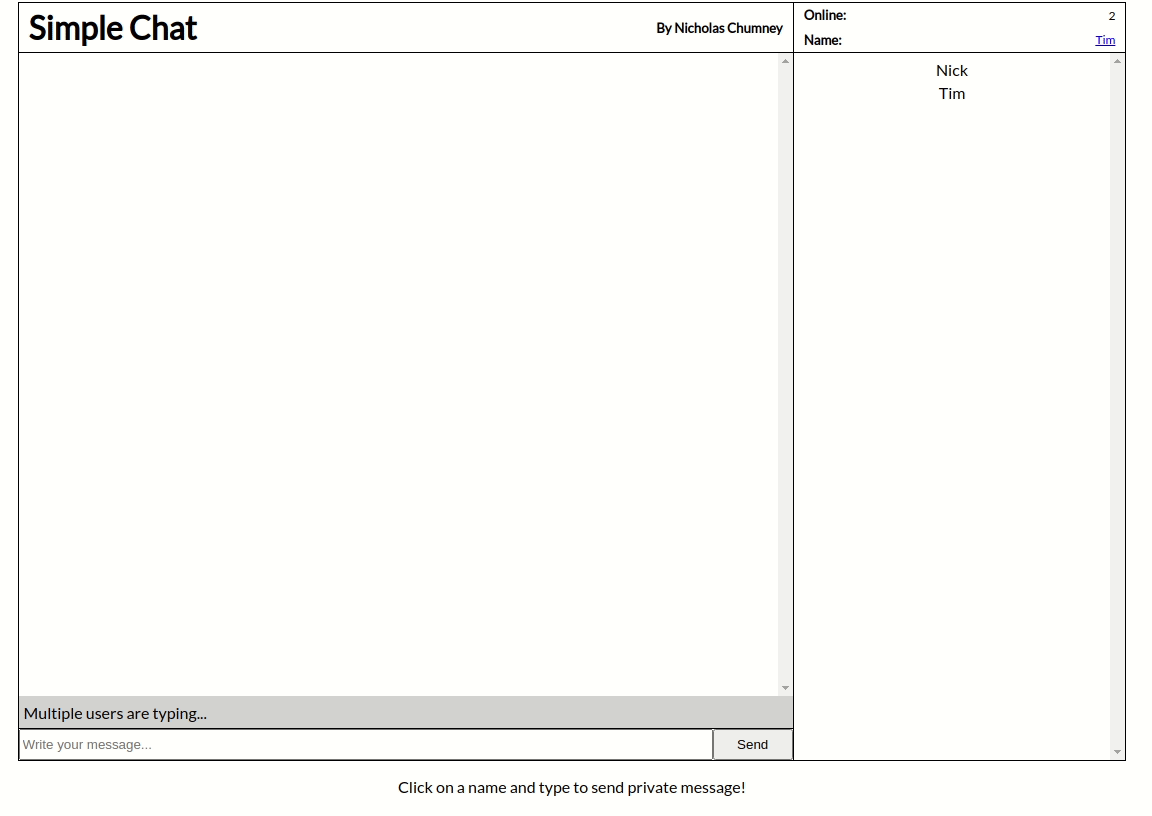 Simple Chat
By Nicholas Chumney
Online: 2
Name: Tim
Nick
Tim
Multiple users are typing...
Write your message...
Send
Click on a name and type to send private message!